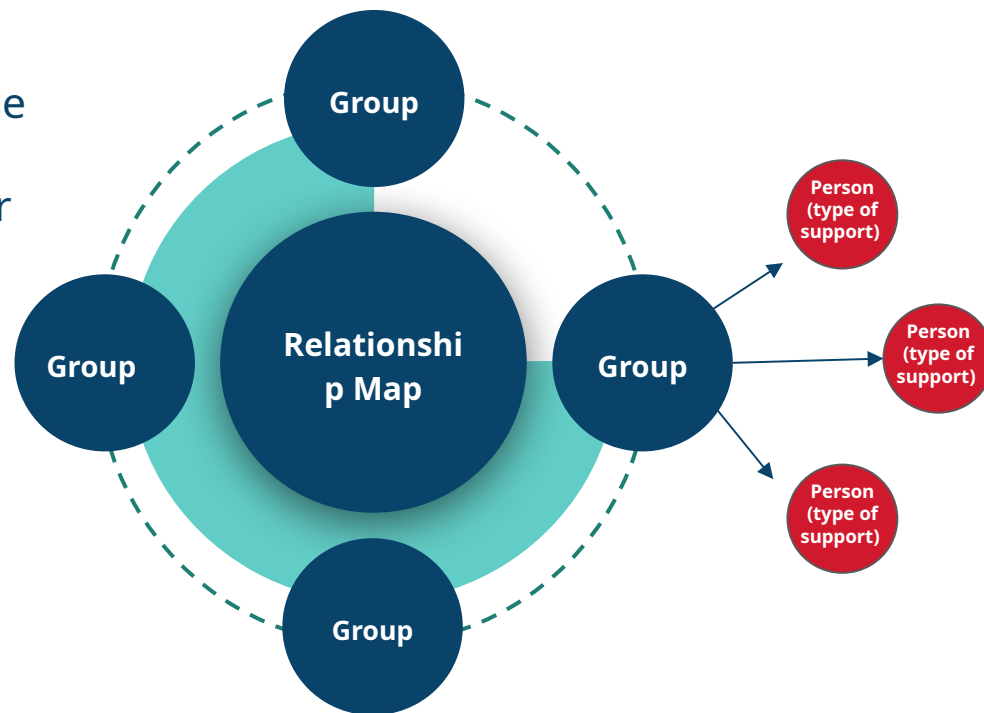 e
r
Group
Person
(type of
support)
Group
Relationshi
p Map
Group
Person
(type of
support)
Person
(type of
support)
Group